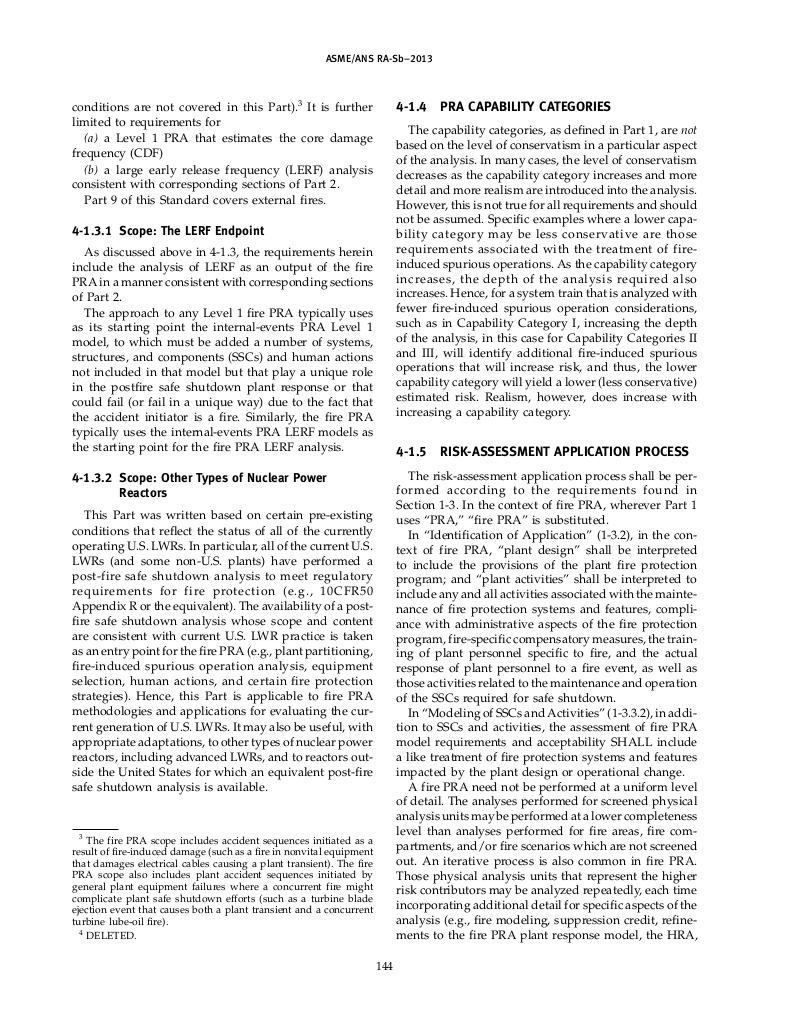 ASME/ANS RA-Sb–2013
conditions are not covered in this Part).3 It is further
limited to requirements for
(a) a Level 1 PRA that estimates the core damage
frequency (CDF)
(b) a large early release frequency (LERF) analysis
consistent with corresponding sections of Part 2.
Part 9 of this Standard covers external fires.
4-1.3.1 Scope: The LERF Endpoint
As discussed above in 4-1.3, the requirements herein
include the analysis of LERF as an output of the fire
PRA in a manner consistent with corresponding sections
of Part 2.
The approach to any Level 1 fire PRA typically uses
as its starting point the internal-events PRA Level 1
model, to which must be added a number of systems,
structures, and components (SSCs) and human actions
not included in that model but that play a unique role
in the postfire safe shutdown plant response or that
could fail (or fail in a unique way) due to the fact that
the accident initiator is a fire. Similarly, the fire PRA
typically uses the internal-events PRA LERF models as
the starting point for the fire PRA LERF analysis.
4-1.3.2 Scope: Other Types of Nuclear Power
Reactors
This Part was written based on certain pre-existing
conditions that reflect the status of all of the currently
operating U.S. LWRs. In particular, all of the current U.S.
LWRs (and some non-U.S. plants) have performed a
post-fire safe shutdown analysis to meet regulatory
requirements for fire protection (e.g., 10CFR50
Appendix R or the equivalent). The availability of a post-
fire safe shutdown analysis whose scope and content
are consistent with current U.S. LWR practice is taken
as an entry point for the fire PRA (e.g., plant partitioning,
fire-induced spurious operation analysis, equipment
selection, human actions, and certain fire protection
strategies). Hence, this Part is applicable to fire PRA
methodologies and applications for evaluating the cur-
rent generation of U.S. LWRs. It may also be useful, with
appropriate adaptations, to other types of nuclear power
reactors, including advanced LWRs, and to reactors out-
side the United States for which an equivalent post-fire
safe shutdown analysis is available.
3 The fire PRA scope includes accident sequences initiated as a
result of fire-induced damage (such as a fire in nonvital equipment
that damages electrical cables causing a plant transient). The fire
PRA scope also includes plant accident sequences initiated by
general plant equipment failures where a concurrent fire might
complicate plant safe shutdown efforts (such as a turbine blade
ejection event that causes both a plant transient and a concurrent
turbine lube-oil fire).
4 DELETED.
4-1.4 PRA CAPABILITY CATEGORIES
The capability categories, as defined in Part 1, are not
based on the level of conservatism in a particular aspect
of the analysis. In many cases, the level of conservatism
decreases as the capability category increases and more
detail and more realism are introduced into the analysis.
However, this is not true for all requirements and should
not be assumed. Specific examples where a lower capa-
bility category may be less conservative are those
requirements associated with the treatment of fire-
induced spurious operations. As the capability category
increases, the depth of the analysis required also
increases. Hence, for a system train that is analyzed with
fewer fire-induced spurious operation considerations,
such as in Capability Category I, increasing the depth
of the analysis, in this case for Capability Categories II
and III, will identify additional fire-induced spurious
operations that will increase risk, and thus, the lower
capability category will yield a lower (less conservative)
estimated risk. Realism, however, does increase with
increasing a capability category.
4-1.5 RISK-ASSESSMENT APPLICATION PROCESS
The risk-assessment application process shall be per-
formed according to the requirements found in
Section 1-3. In the context of fire PRA, wherever Part 1
uses “PRA,” “fire PRA” is substituted.
In “Identification of Application” (1-3.2), in the con-
text of fire PRA, “plant design” shall be interpreted
to include the provisions of the plant fire protection
program; and “plant activities” shall be interpreted to
include any and all activities associated with the mainte-
nance of fire protection systems and features, compli-
ance with administrative aspects of the fire protection
program, fire-specific compensatory measures, the train-
ing of plant personnel specific to fire, and the actual
response of plant personnel to a fire event, as well as
those activities related to the maintenance and operation
of the SSCs required for safe shutdown.
In “Modeling of SSCs and Activities” (1-3.3.2), in addi-
tion to SSCs and activities, the assessment of fire PRA
model requirements and acceptability SHALL include
a like treatment of fire protection systems and features
impacted by the plant design or operational change.
A fire PRA need not be performed at a uniform level
of detail. The analyses performed for screened physical
analysis units may be performed at a lower completeness
level than analyses performed for fire areas, fire com-
partments, and/or fire scenarios which are not screened
out. An iterative process is also common in fire PRA.
Those physical analysis units that represent the higher
risk contributors may be analyzed repeatedly, each time
incorporating additional detail for specific aspects of the
analysis (e.g., fire modeling, suppression credit, refine-
ments to the fire PRA plant response model, the HRA,
144